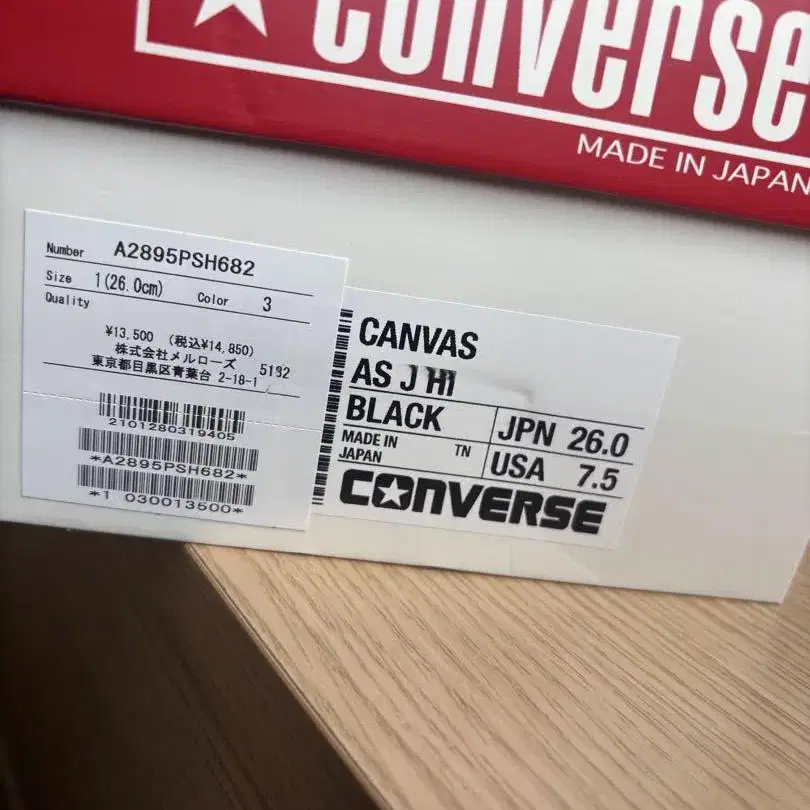 CONVERSE
MADE IN JAPAN
Number A2895PSH682
Size 1(26.0cm) Color 3
Quality
¥13,500 (税込¥14,850)
株式会社メルローズ 5132
東京都目黒区青葉台 2-18-1
2101280319405
*A2895PSH682*
*1 030013500*
CANVAS
AS J HI
BLACK
JPN 26.0
MADE IN JAPAN
TN
USA 7.5
CONVERSE